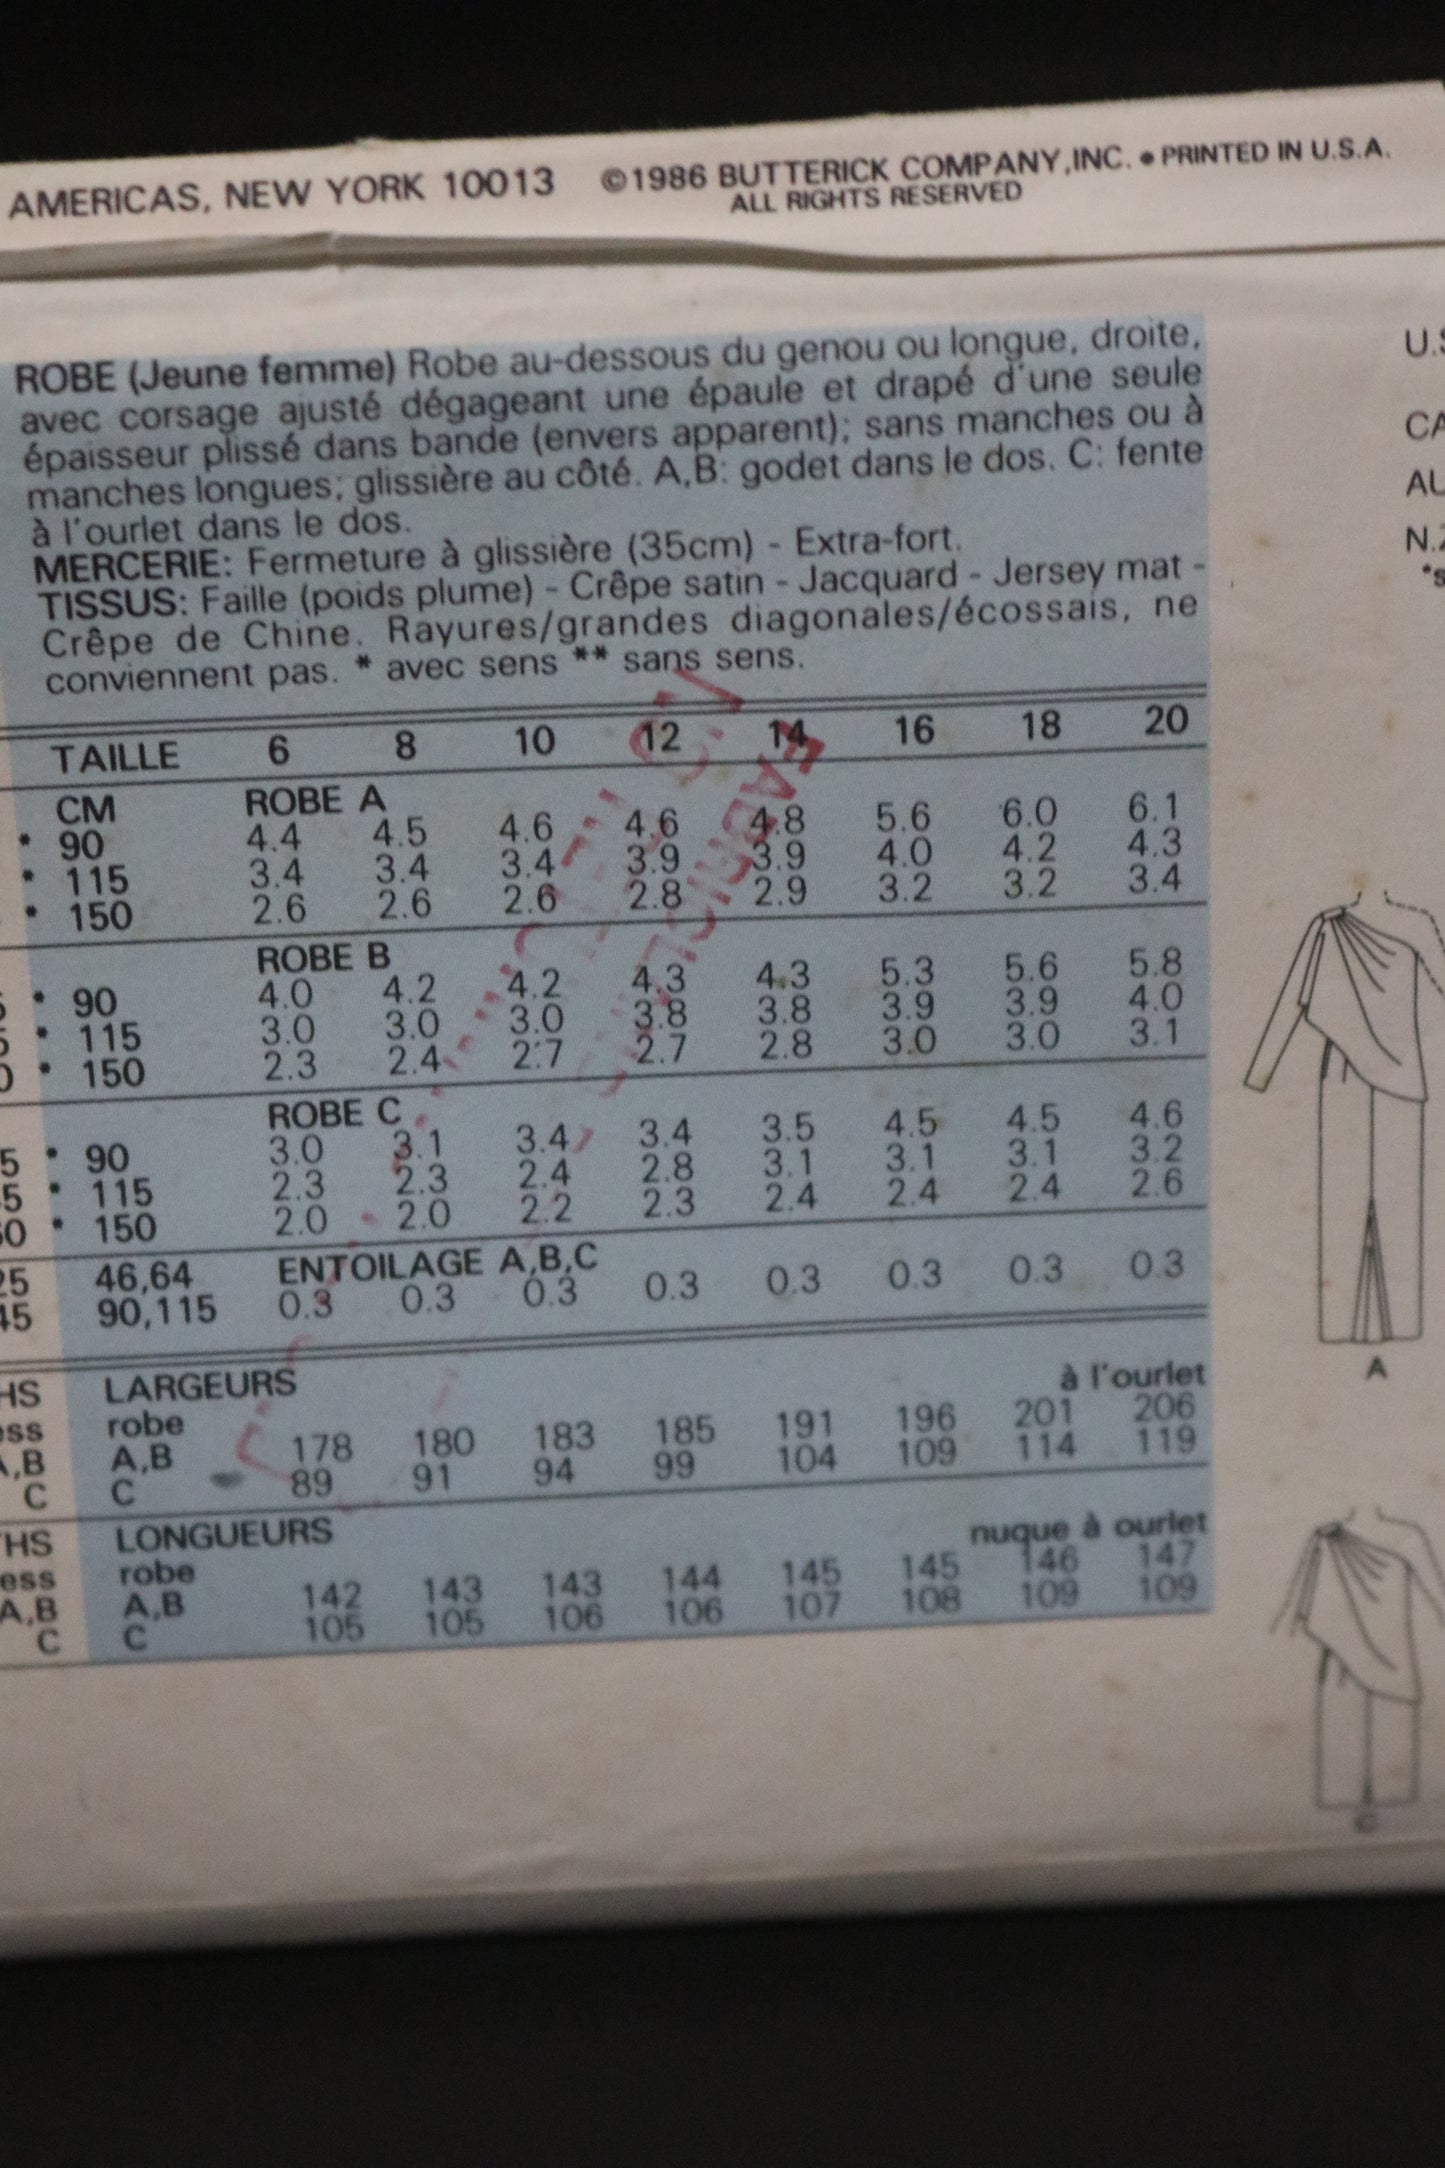 AMERICAS, NEW YORK 10013 ©1986 BUTTERICK COMPANY,INC. ● PRINTED IN U.S.A.
ALL RIGHTS RESERVED
ROBE (Jeune femme) Robe au-dessous du genou ou longue, droite,
avec corsage ajusté dégageant une épaule et drapé d'une seule
épaisseur plissé dans bande (envers apparent); sans manches ou à
manches longues; glissière au côté. A,B: godet dans le dos. C: fente
à l'ourlet dans le dos.
MERCERIE: Fermeture à glissière (35cm) - Extra-fort.
TISSUS: Faille (poids plume) - Crêpe satin - Jacquard - Jersey mat -
Crêpe de Chine. Rayures/grandes diagonales/écossais, ne
conviennent pas. * avec sens ** sans sens.
TAILLE 6 8 10 12 14 16 18 20
CM ROBE A
* 90 4.4 4.5 4.6 4.6 4.8 5.6 6.0 6.1
* 115 3.4 3.4 3.4 3.9 3.9 4.0 4.2 4.3
* 150 2.6 2.6 2.6 2.8 2.9 3.2 3.2 3.4
ROBE B
* 90 4.0 4.2 4.2 4.3 4.3 5.3 5.6 5.8
* 115 3.0 3.0 3.0 3.8 3.8 3.9 3.9 4.0
* 150 2.3 2.4 2.7 2.7 2.8 3.0 3.0 3.1
ROBE C
5 * 90 3.0 3.1 3.4 3.4 3.5 4.5 4.5 4.6
5 * 115 2.3 2.3 2.4 2.8 3.1 3.1 3.1 3.2
0 * 150 2.0 2.0 2.2 2.3 2.4 2.4 2.4 2.6
25 46,64 ENTOILAGE A,B,C
45 90,115 0.3 0.3 0.3 0.3 0.3 0.3 0.3 0.3
HS LARGEURS à l'ourlet
ess robe
A,B A,B 178 180 183 185 191 196 201 206
C C 89 91 94 99 104 109 114 119
THS LONGUEURS nuque à ourlet
ess robe
A,B A,B 142 143 143 144 145 145 146 147
C C 105 105 106 106 107 108 109 109
U.S
CA
AU
N.Z
*s
A
C